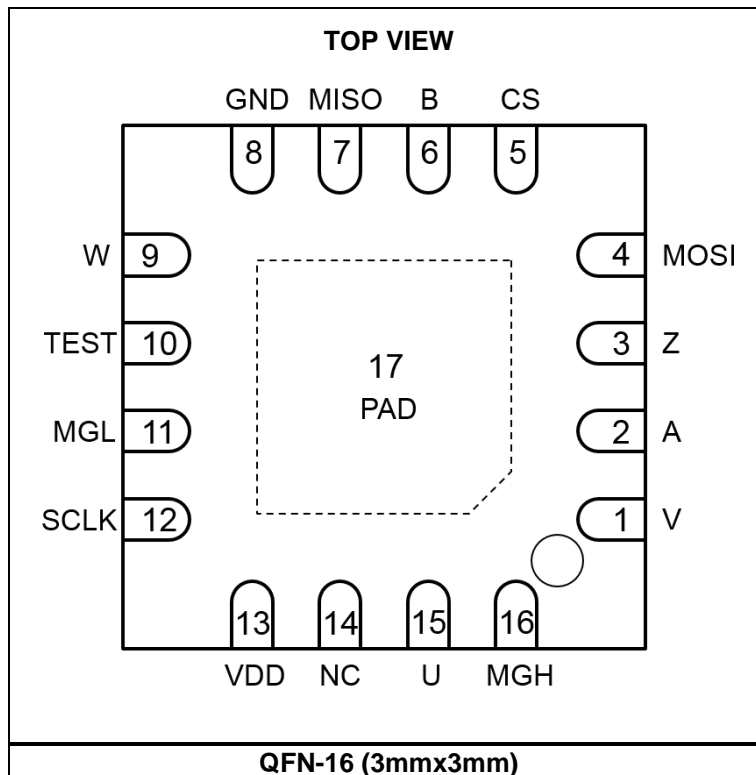 TOP VIEW
GND MISO B CS
8 7 6 5
W 9 4 MOSI
TEST 10 3 Z
17
PAD
MGL 11 2 A
SCLK 12 1 V
13 14 15 16
VDD NC U MGH
QFN-16 (3mmx3mm)